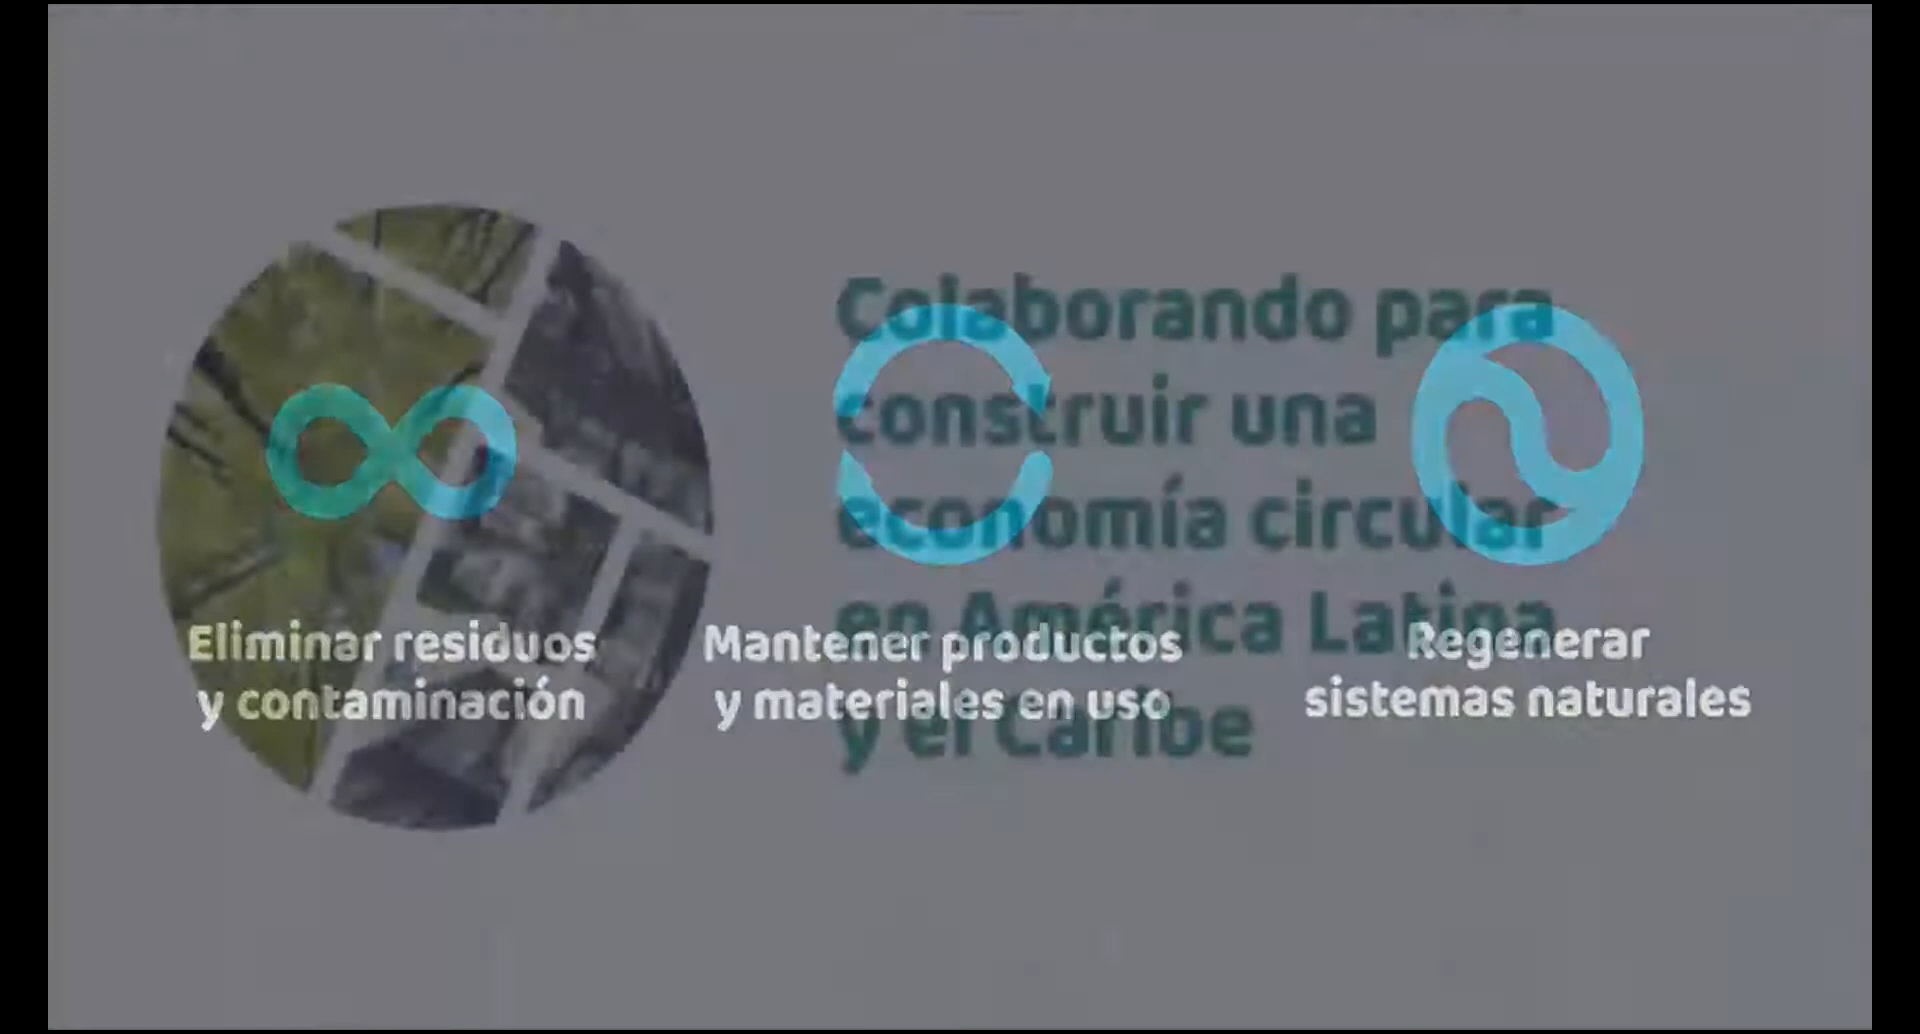 Colaborando para
construir una
economía circular
en América Latina
y el Caribe
Eliminar residuos
y contaminación
Mantener productos
y materiales en uso
Regenerar
sistemas naturales